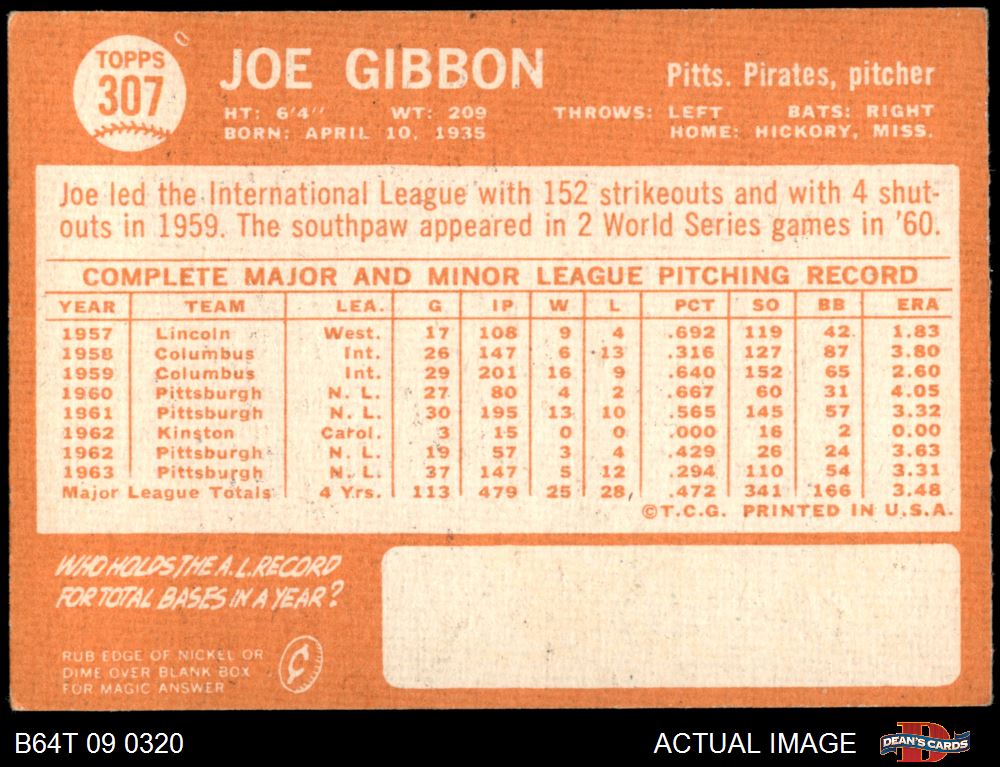 TOPPS
307
JOE GIBBON
Pitts. Pirates, pitcher
HT: 6'4" WT: 209 THROWS: LEFT BATS: RIGHT
BORN: APRIL 10, 1935 HOME: HICKORY, MISS.
Joe led the International League with 152 strikeouts and with 4 shut-
outs in 1959. The southpaw appeared in 2 World Series games in '60.
COMPLETE MAJOR AND MINOR LEAGUE PITCHING RECORD
YEAR TEAM LEA. G IP W L PCT SO BB ERA
1957 Lincoln West. 17 108 9 4 .692 119 42 1.83
1958 Columbus Int. 26 147 6 13 .316 127 87 3.80
1959 Columbus Int. 29 201 16 9 .640 152 65 2.60
1960 Pittsburgh N. L. 27 80 4 2 .667 60 31 4.05
1961 Pittsburgh N. L. 30 195 13 10 .565 145 57 3.32
1962 Kinston Carol. 3 15 0 0 .000 16 2 0.00
1962 Pittsburgh N. L. 19 57 3 4 .429 26 24 3.63
1963 Pittsburgh N. L. 37 147 5 12 .294 110 54 3.31
Major League Totals 4 Yrs. 113 479 25 28 .472 341 166 3.48
©T.C.G. PRINTED IN U.S.A.
WHO HOLDS THE A.L. RECORD
FOR TOTAL BASES IN A YEAR?
RUB EDGE OF NICKEL OR
DIME OVER BLANK BOX
FOR MAGIC ANSWER
¢
B64T 09 0320
ACTUAL IMAGE
D
DEAN'S CARDS